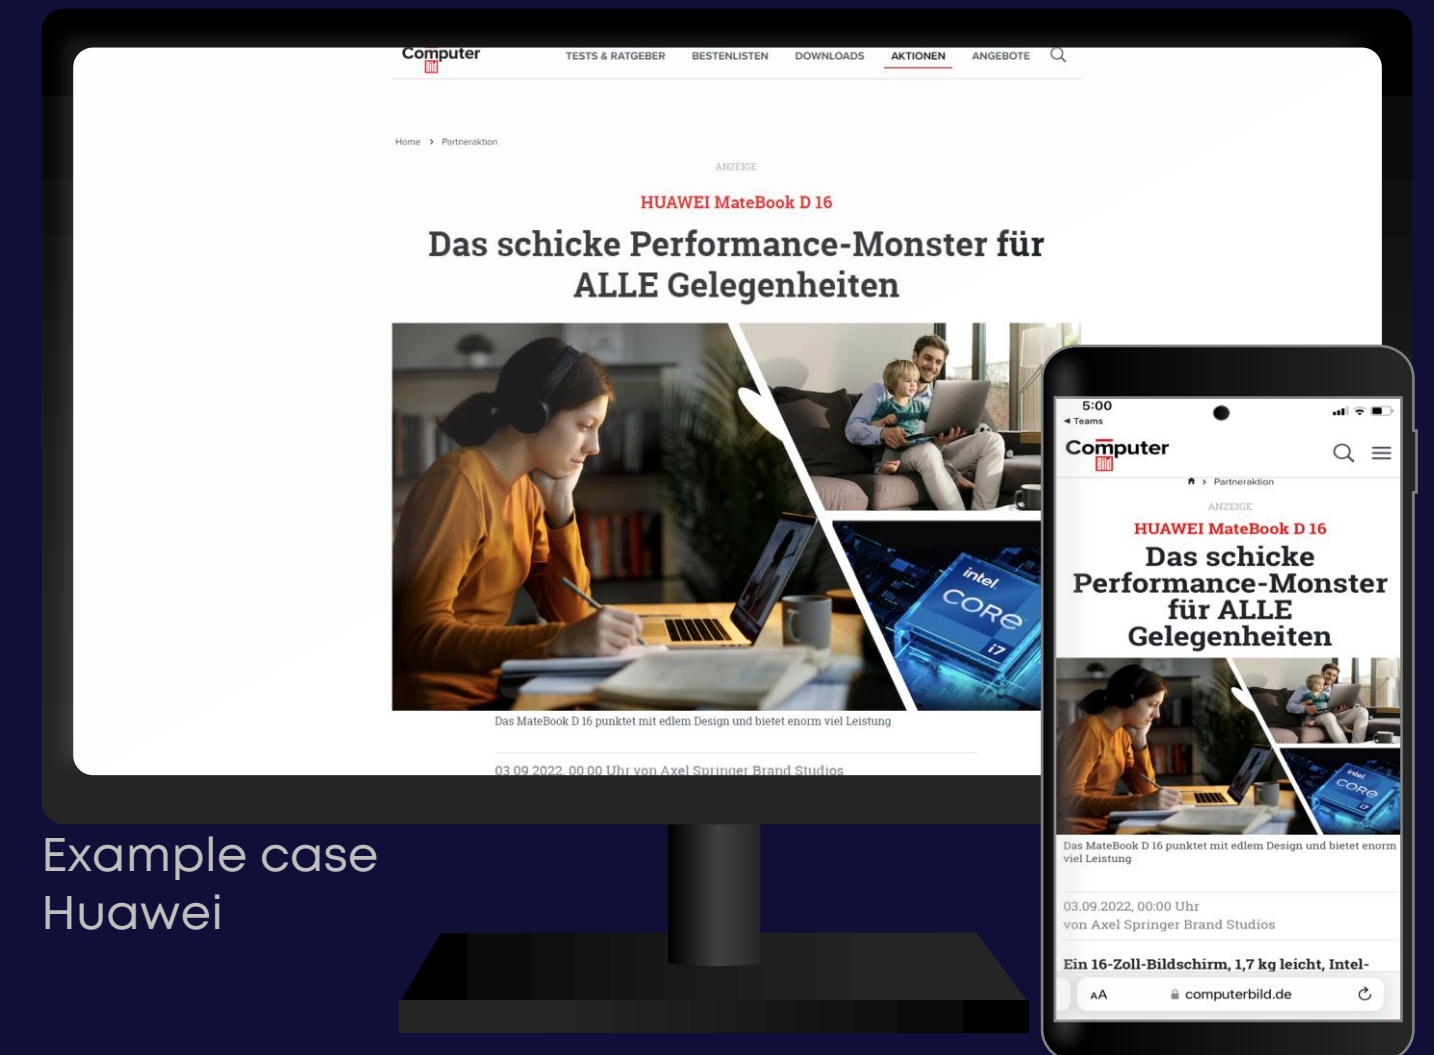 Computer
Bild
TESTS & RATGEBER BESTENLISTEN DOWNLOADS AKTIONEN ANGEBOTE
Home > Partneraktion
ANZEIGE
HUAWEI MateBook D 16
Das schicke Performance-Monster für
ALLE Gelegenheiten
intel.
CORE
i7
Das MateBook D 16 punktet mit edlem Design und bietet enorm viel Leistung
03.09.2022, 00:00 Uhr von Axel Springer Brand Studios
Example case
Huawei
5:00
◄ Teams
Computer
Bild
> Partneraktion
ANZEIGE
HUAWEI MateBook D 16
Das schicke
Performance-Monster
für ALLE
Gelegenheiten
intel.
CORE
i7
Das MateBook D 16 punktet mit edlem Design und bietet enorm
viel Leistung
03.09.2022, 00:00 Uhr
von Axel Springer Brand Studios
Ein 16-Zoll-Bildschirm, 1,7 kg leicht, Intel-
AA computerbild.de